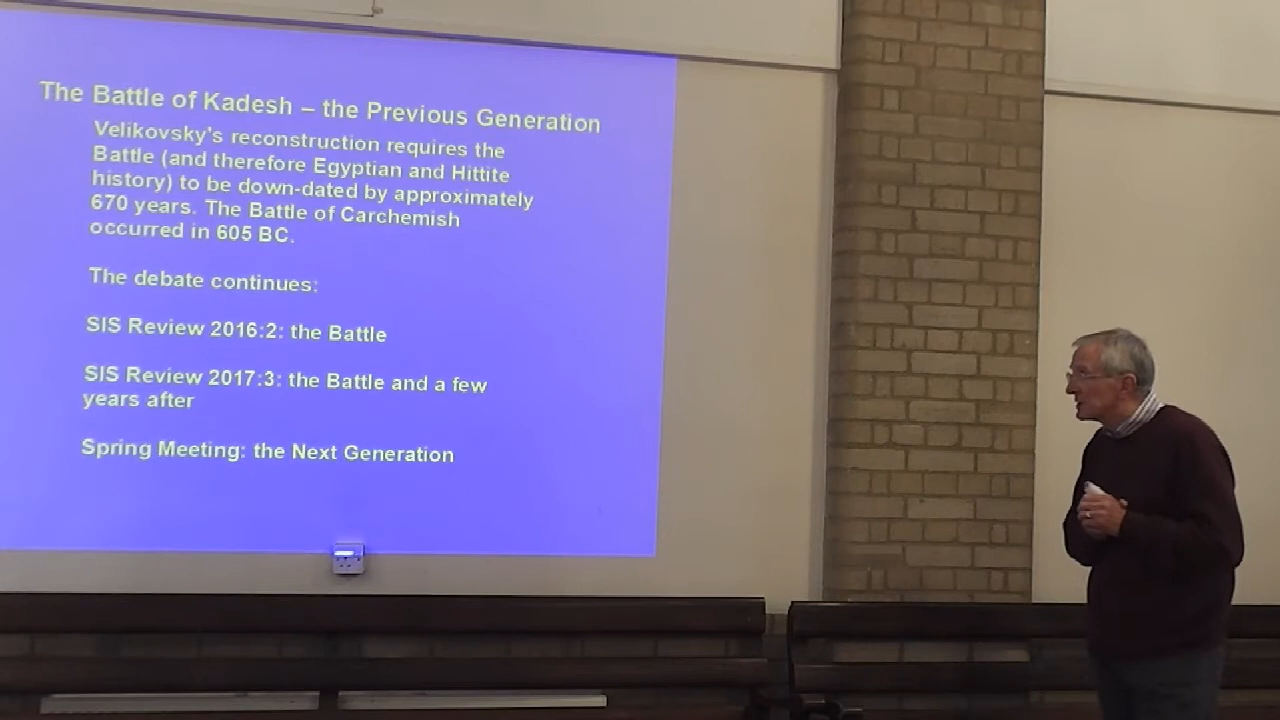 The Battle of Kadesh – the Previous Generation
Velikovsky's reconstruction requires the
Battle (and therefore Egyptian and Hittite
history) to be down-dated by approximately
670 years. The Battle of Carchemish
occurred in 605 BC.
The debate continues:
SIS Review 2016:2: the Battle
SIS Review 2017:3: the Battle and a few
years after
Spring Meeting: the Next Generation